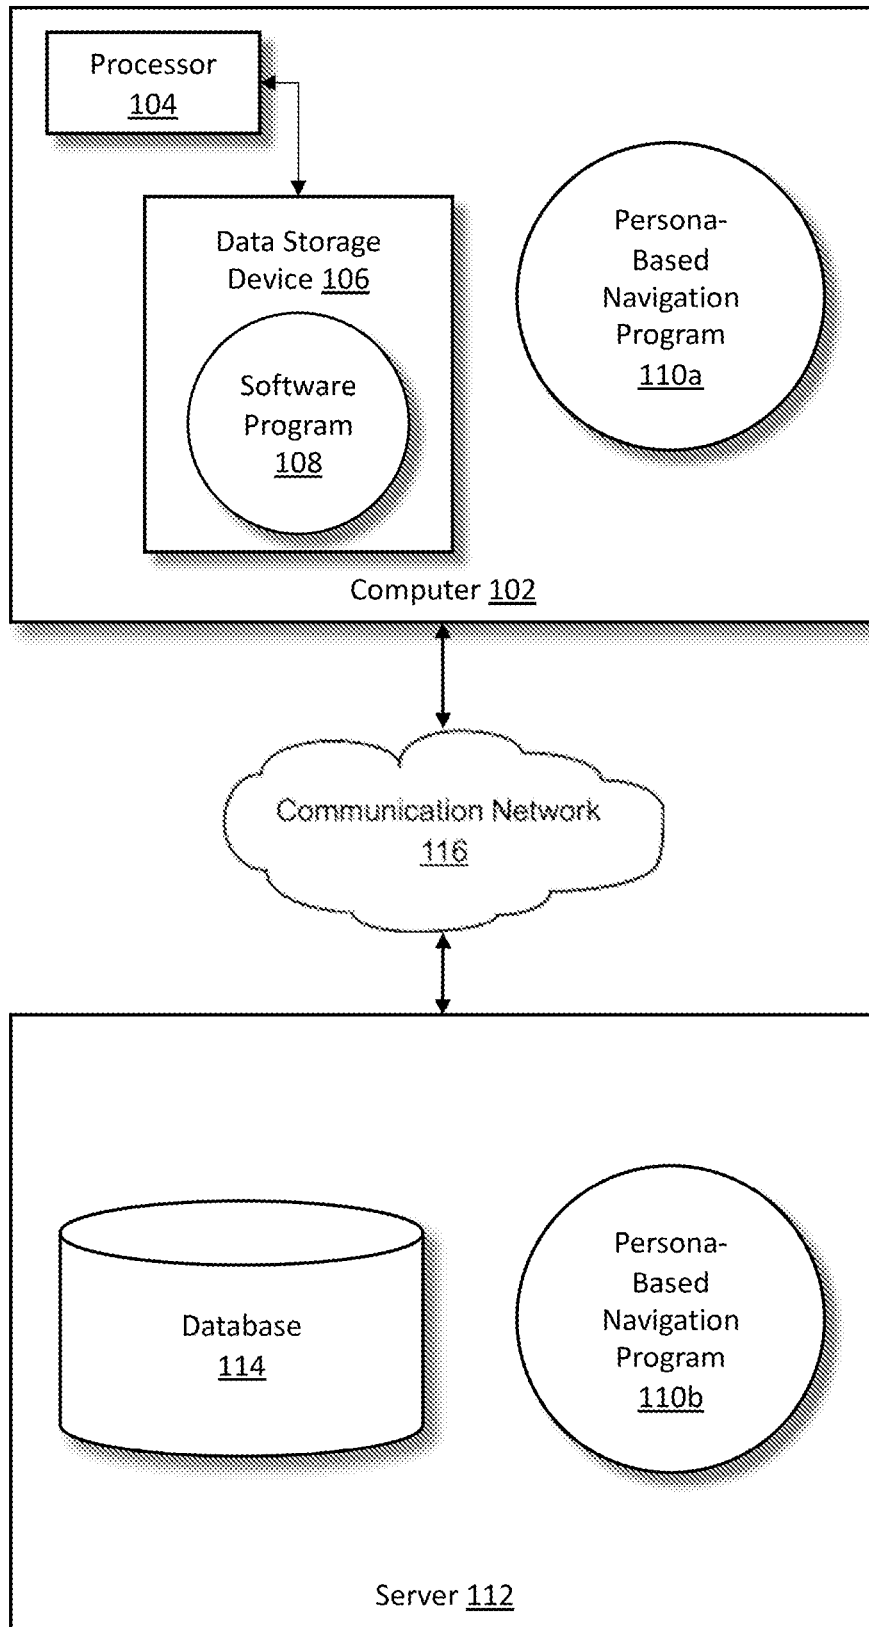 Processor
104
Data Storage
Device 106
Software
Program
108
Persona-
Based
Navigation
Program
110a
Computer 102
Communication Network
116
Database
114
Persona-
Based
Navigation
Program
110b
Server 112